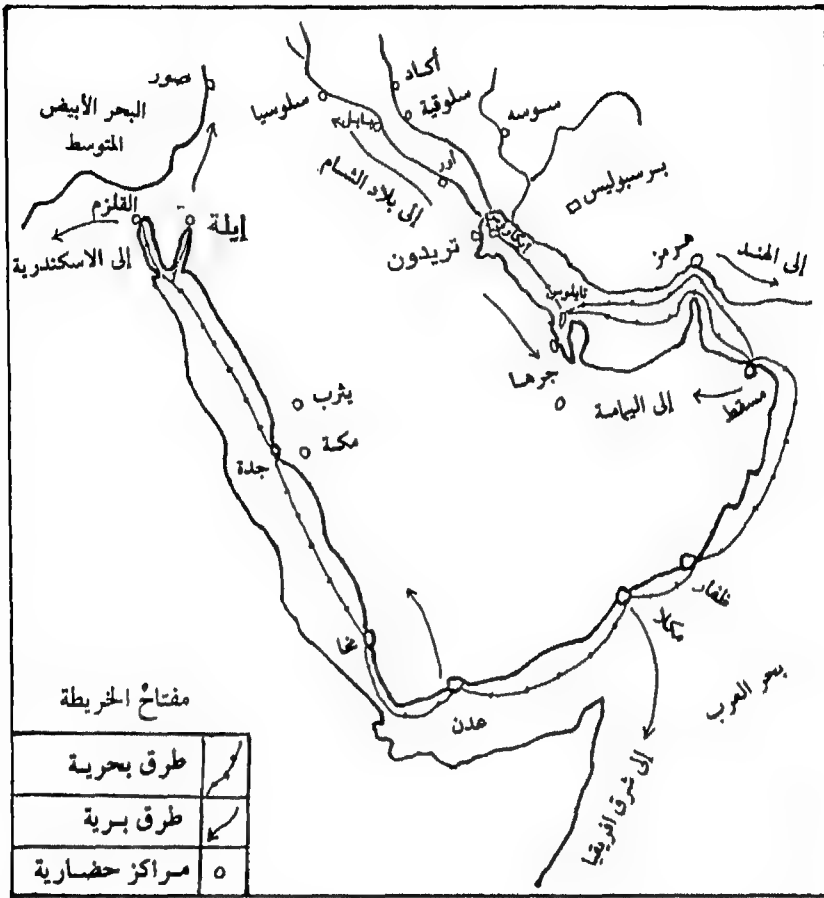 صور
البحر الأبيض
المتوسط
القلزم
إيلة
إلى الاسكندرية
سلوسيا
أكاد
سلوقية
بابل
أور
سوسه
برسبوليس
إلى بلاد الشام
تريدون
هرمز
إلى الهند
تايلوس
جرها
إلى اليمامة
مسقط
يثرب
مكة
جدة
مخا
عدن
مكلا
ظفار
بحر العرب
إلى شرق افريقيا
مفتاح الخريطة
طرق بحرية
طرق برية
مراكز حضارية